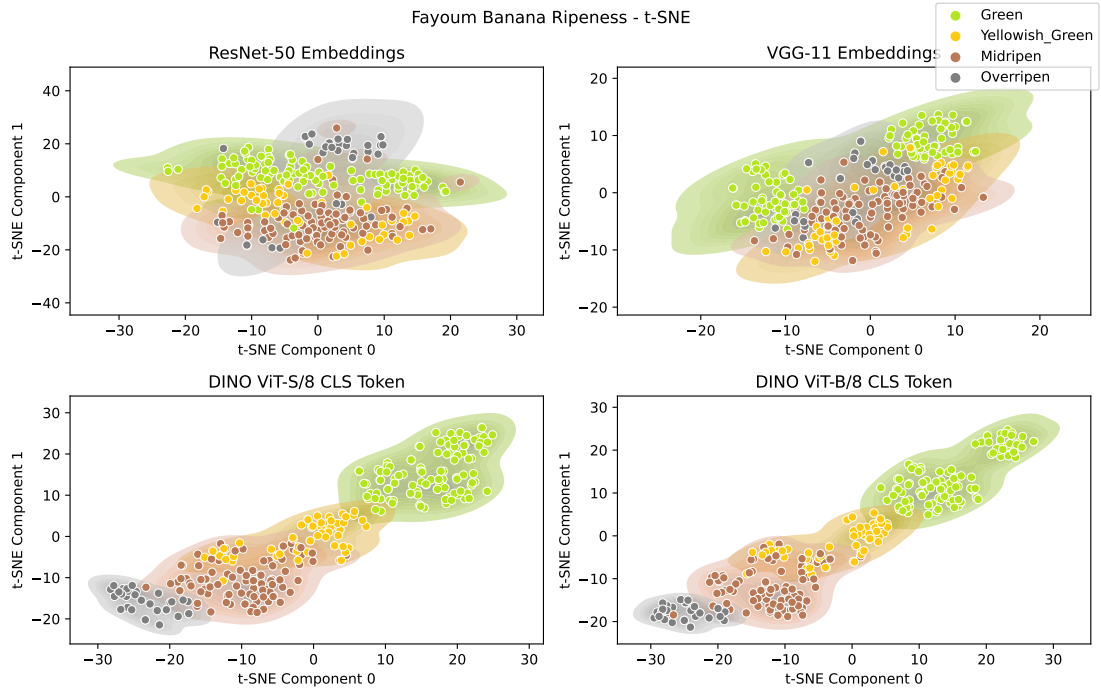 Fayoum Banana Ripeness - t-SNE
Green
Yellowish_Green
Midripen
Overripen
ResNet-50 Embeddings
40
20
0
−20
−40
−30
−20
−10
0
10
20
30
t-SNE Component 1
t-SNE Component 0
VGG-11 Embeddings
20
10
0
−10
−20
−20
−10
0
10
20
t-SNE Component 1
t-SNE Component 0
DINO ViT-S/8 CLS Token
30
20
10
0
−10
−20
−30
−20
−10
0
10
20
30
t-SNE Component 1
t-SNE Component 0
DINO ViT-B/8 CLS Token
30
20
10
0
−10
−20
−30
−20
−10
0
10
20
30
t-SNE Component 1
t-SNE Component 0